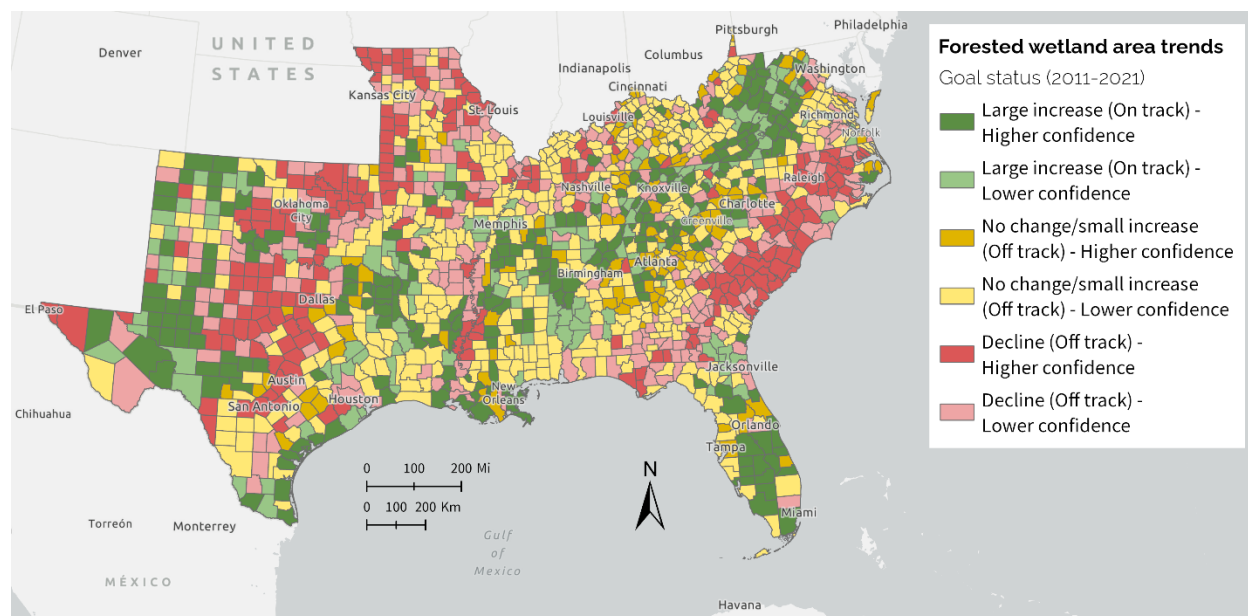 Denver
UNITED
STATES
Pittsburgh
Philadelphia
Columbus
Indianapolis
Washington
Cincinnati
Kansas City
St. Louis
Louisville
Richmond
Norfolk
Nashville
Knoxville
Raleigh
Oklahoma
City
Charlotte
Memphis
Greenville
Atlanta
Birmingham
Dallas
El Paso
Jacksonville
Austin
New
Orleans
Houston
San Antonio
Chihuahua
Orlando
Tampa
Miami
0 100 200 Mi
0 100 200 Km
N
Torreón
Monterrey
Gulf
of
Mexico
MÉXICO
Havana
Forested wetland area trends
Goal status (2011-2021)
Large increase (On track) -
Higher confidence
Large increase (On track) -
Lower confidence
No change/small increase
(Off track) - Higher confidence
No change/small increase
(Off track) - Lower confidence
Decline (Off track) -
Higher confidence
Decline (Off track) -
Lower confidence